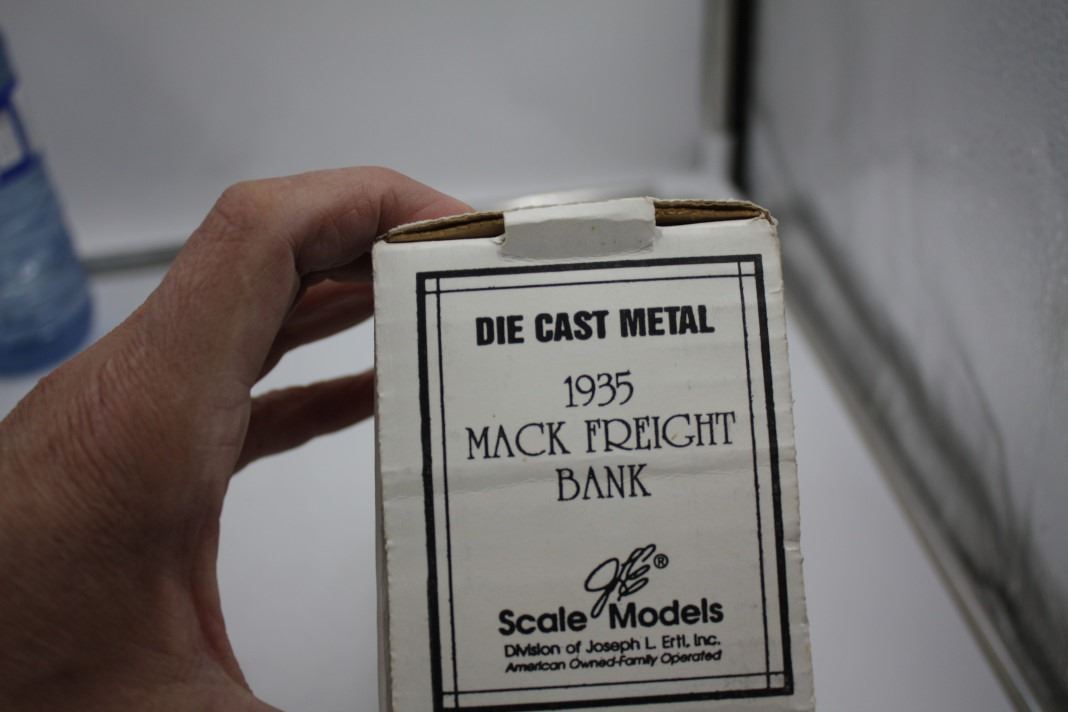 DIE CAST METAL
1935
MACK FREIGHT
BANK
JLE®
Scale Models
Division of Joseph L. Ertl, Inc.
American Owned-Family Operated